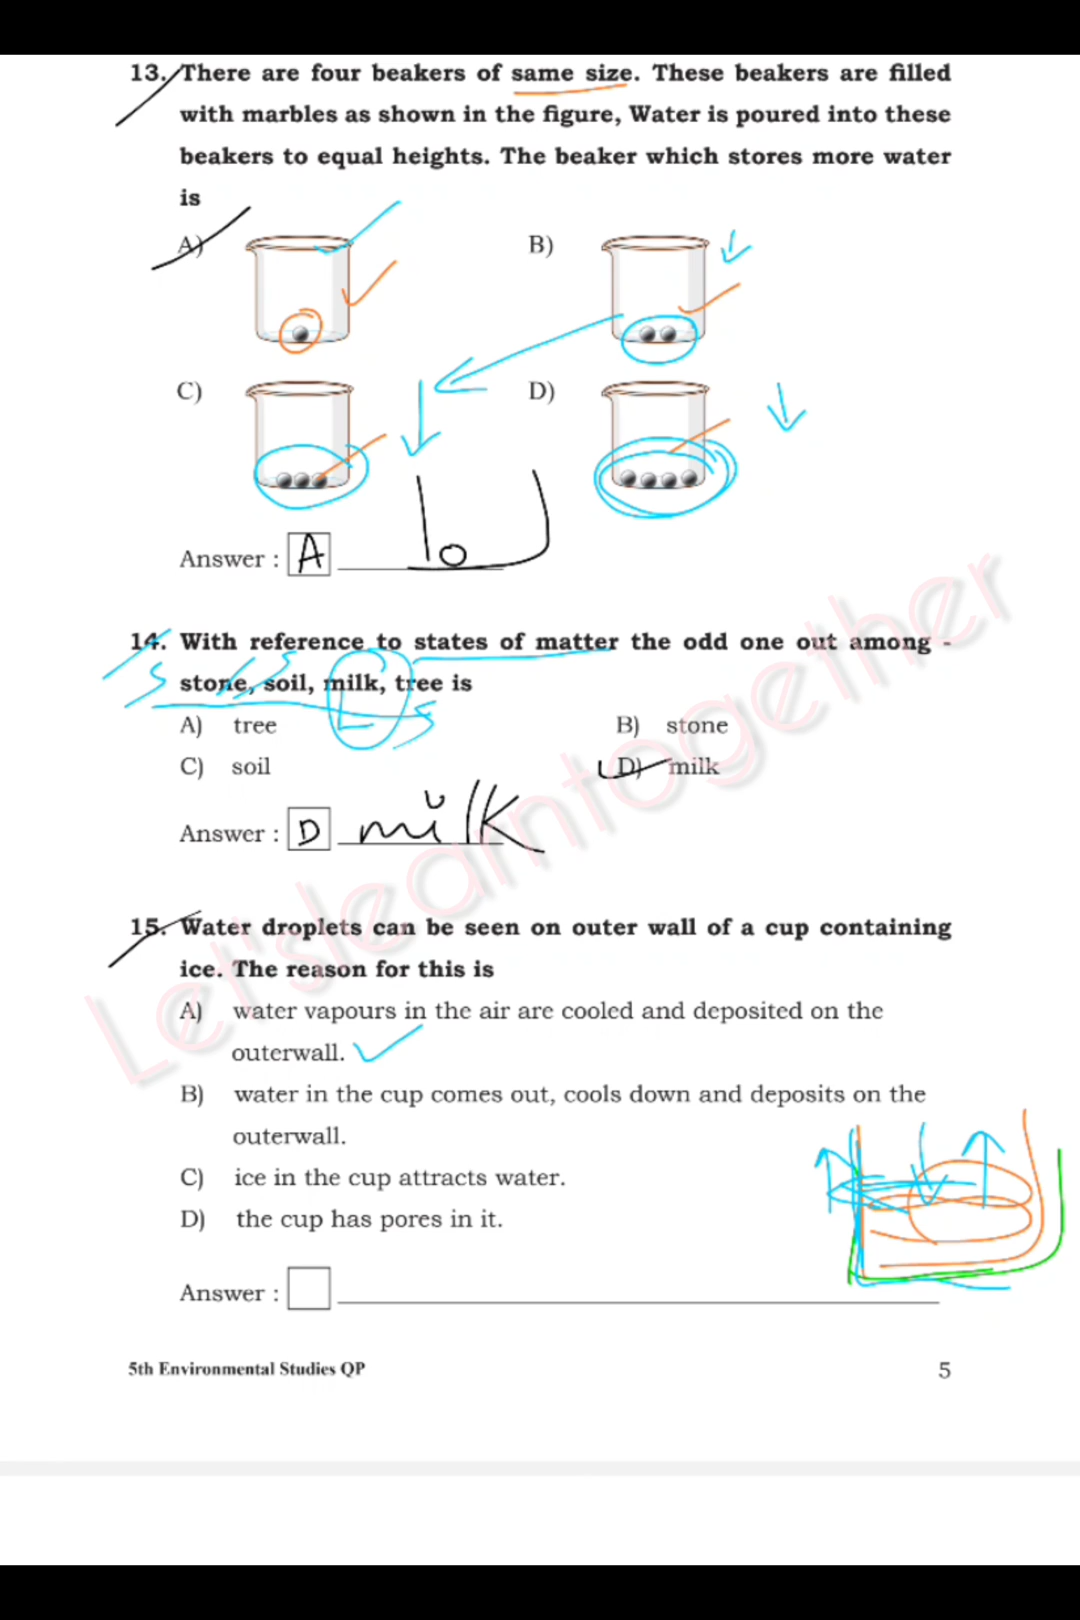 13. There are four beakers of same size. These beakers are filled
with marbles as shown in the figure, Water is poured into these
beakers to equal heights. The beaker which stores more water
is
A)
B)
C)
D)
Answer : A
14. With reference to states of matter the odd one out among -
stone, soil, milk, tree is
S S L S
A) tree
B) stone
C) soil
D) milk
Answer : D milk
15. Water droplets can be seen on outer wall of a cup containing
ice. The reason for this is
A) water vapours in the air are cooled and deposited on the
outerwall.
B) water in the cup comes out, cools down and deposits on the
outerwall.
C) ice in the cup attracts water.
D) the cup has pores in it.
Answer :
5th Environmental Studies QP
5
Let'slearntogether